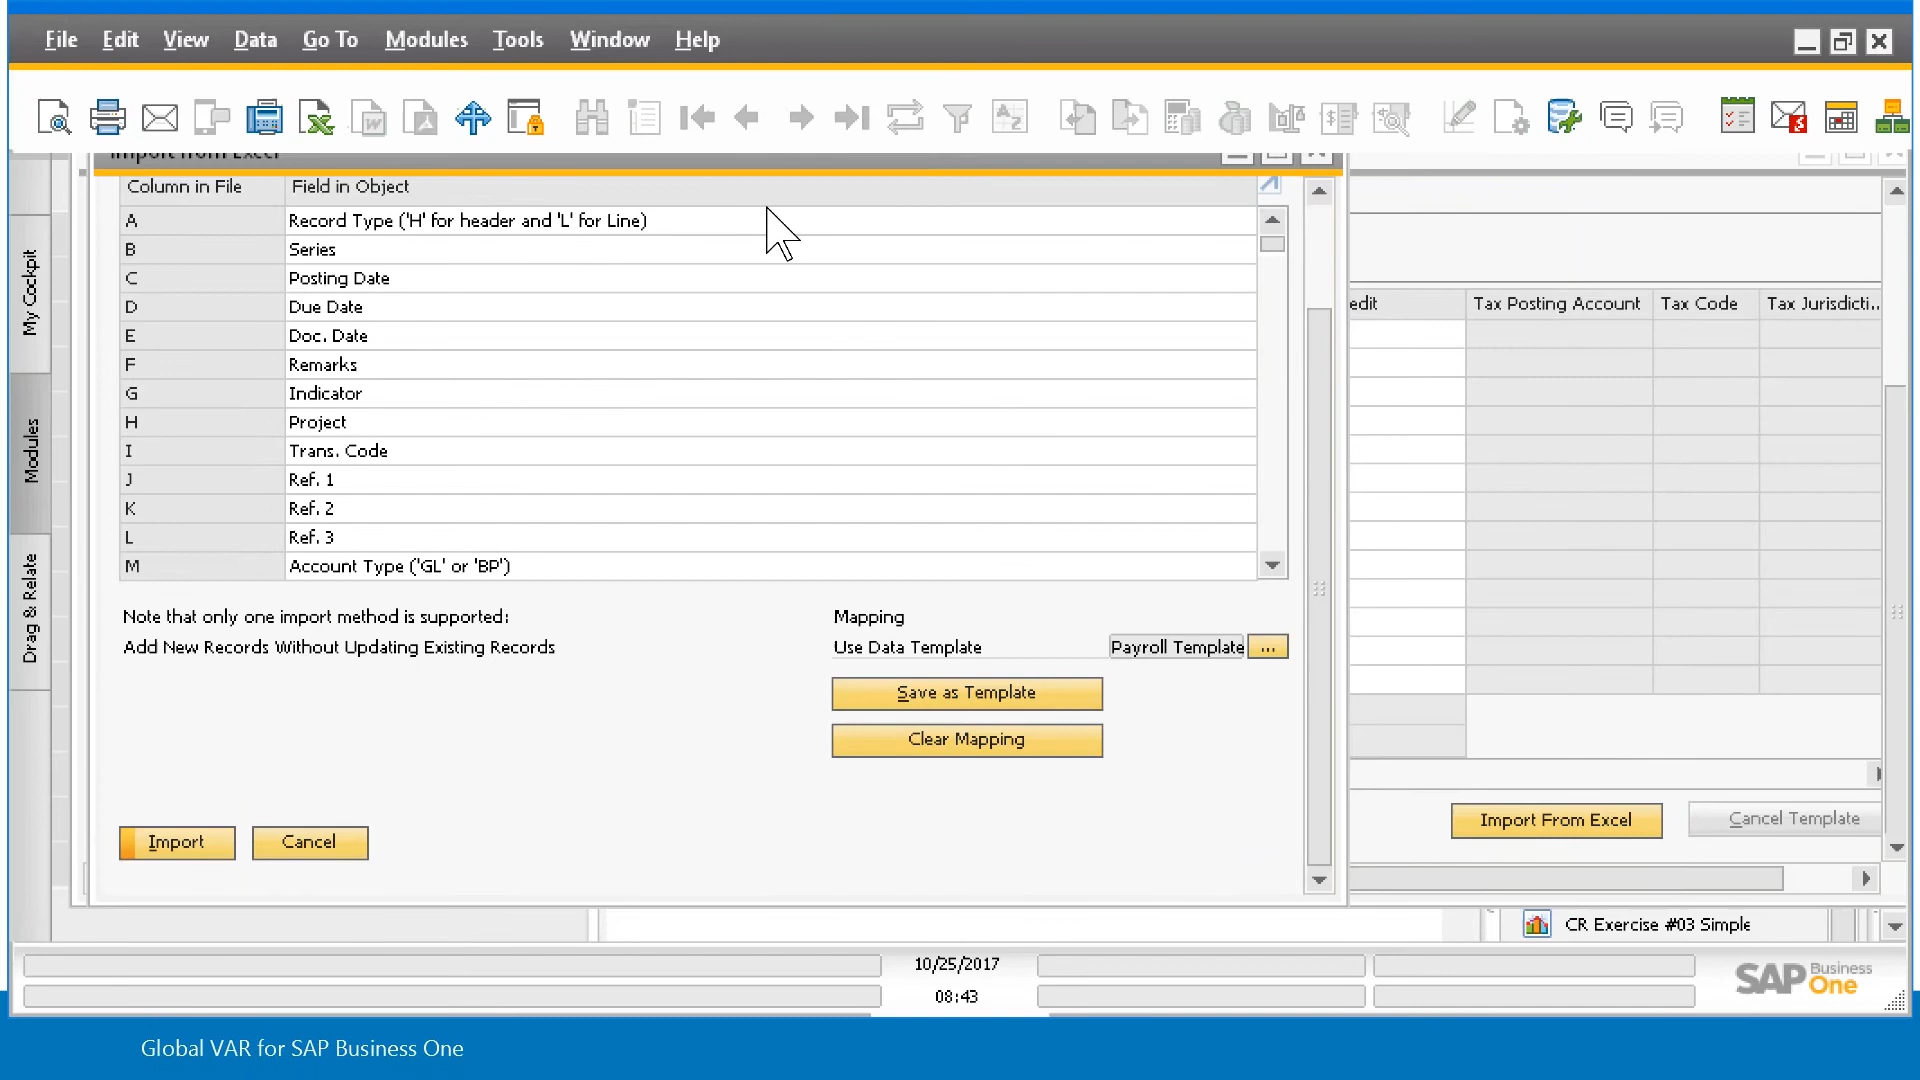 File Edit View Data Go To Modules Tools Window Help
Import from Excel
Column in File Field in Object
A Record Type ('H' for header and 'L' for Line)
B Series
C Posting Date
D Due Date
E Doc. Date
F Remarks
G Indicator
H Project
I Trans. Code
J Ref. 1
K Ref. 2
L Ref. 3
M Account Type ('GL' or 'BP')
My Cockpit
Modules
Drag & Relate
edit Tax Posting Account Tax Code Tax Jurisdicti..
Note that only one import method is supported:
Add New Records Without Updating Existing Records
Mapping
Use Data Template Payroll Template ...
Save as Template
Clear Mapping
Import Cancel
Import From Excel Cancel Template
CR Exercise #03 Simple
10/25/2017
08:43
SAP Business One
Global VAR for SAP Business One